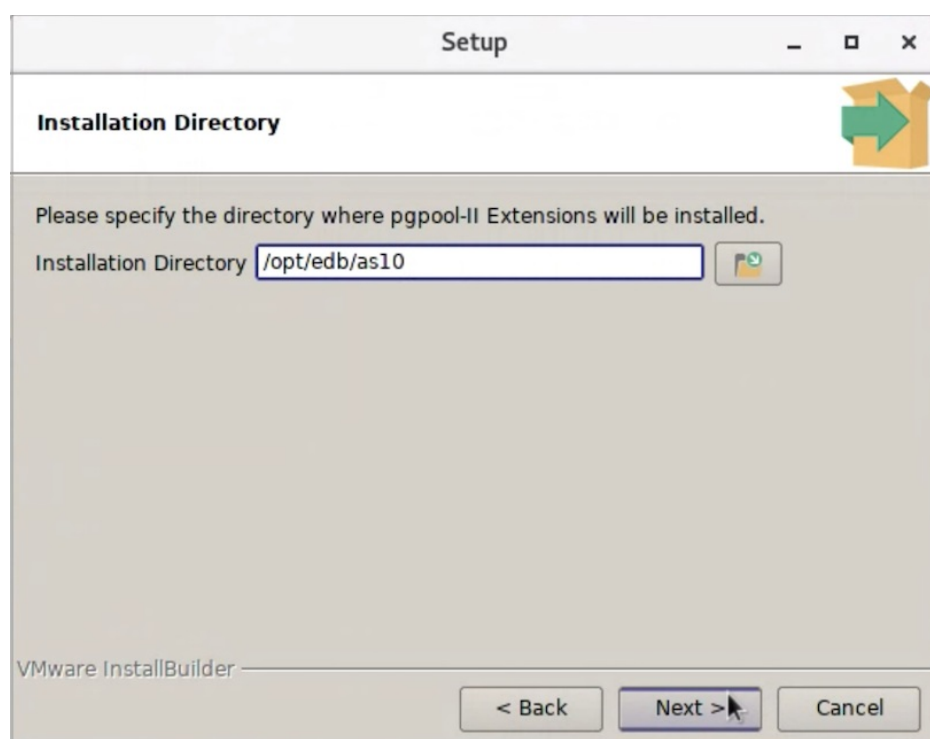 Setup
Installation Directory
Please specify the directory where pgpool-II Extensions will be installed.
Installation Directory /opt/edb/as10
VMware InstallBuilder
< Back Next > Cancel